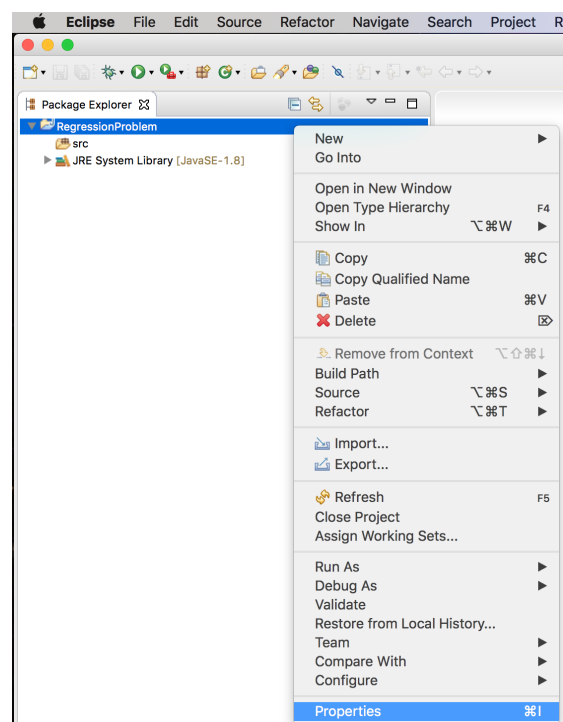 Eclipse File Edit Source Refactor Navigate Search Project R
Package Explorer
RegressionProblem
src
JRE System Library [JavaSE-1.8]
New
Go Into
Open in New Window
Open Type Hierarchy F4
Show In ⌥⌘W
Copy ⌘C
Copy Qualified Name
Paste ⌘V
Delete ⌦
Remove from Context ⌥⇧⌘↓
Build Path
Source ⌥⌘S
Refactor ⌥⌘T
Import...
Export...
Refresh F5
Close Project
Assign Working Sets...
Run As
Debug As
Validate
Restore from Local History...
Team
Compare With
Configure
Properties ⌘I